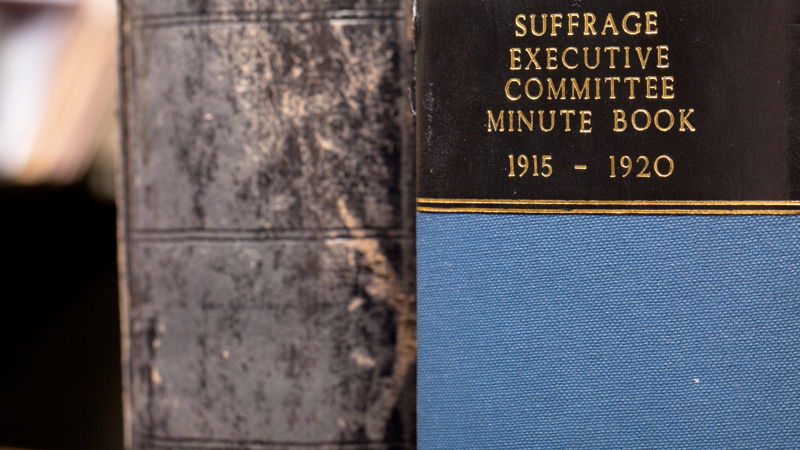 SUFFRAGE
EXECUTIVE
COMMITTEE
MINUTE BOOK
1915 - 1920